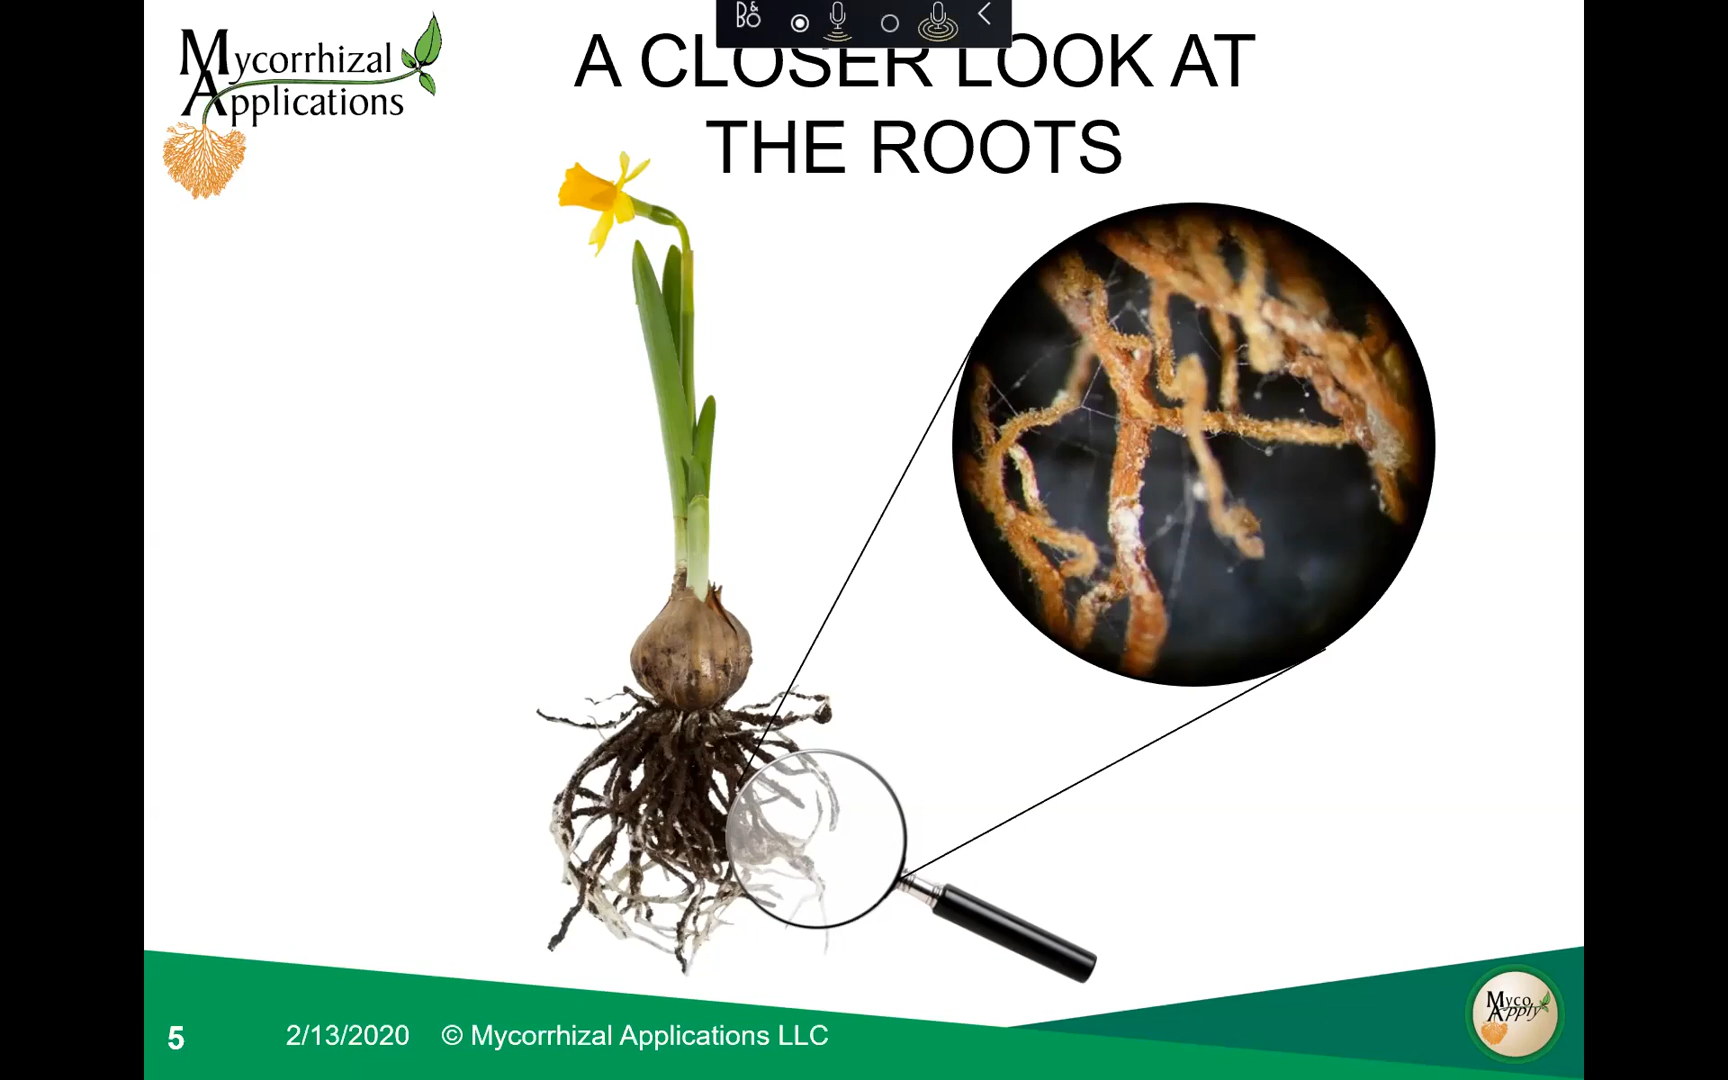 B&O
Mycorrhizal
Applications
A CLOSER LOOK AT
THE ROOTS
Myco
Apply
5
2/13/2020
© Mycorrhizal Applications LLC